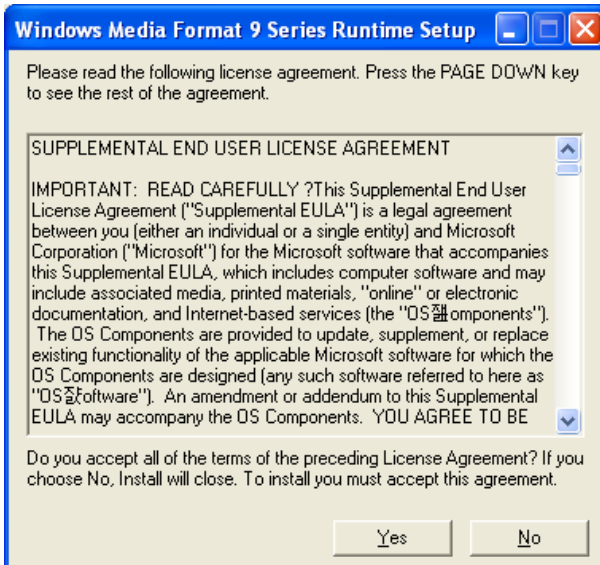 Windows Media Format 9 Series Runtime Setup
Please read the following license agreement. Press the PAGE DOWN key
to see the rest of the agreement.
SUPPLEMENTAL END USER LICENSE AGREEMENT
IMPORTANT:  READ CAREFULLY ?This Supplemental End User
License Agreement ("Supplemental EULA") is a legal agreement
between you (either an individual or a single entity) and Microsoft
Corporation ("Microsoft") for the Microsoft software that accompanies
this Supplemental EULA, which includes computer software and may
include associated media, printed materials, "online" or electronic
documentation, and Internet-based services (the "OS잷omponents").
The OS Components are provided to update, supplement, or replace
existing functionality of the applicable Microsoft software for which the
OS Components are designed (any such software referred to here as
"OS잤oftware").  An amendment or addendum to this Supplemental
EULA may accompany the OS Components.  YOU AGREE TO BE
Do you accept all of the terms of the preceding License Agreement? If you
choose No, Install will close. To install you must accept this agreement.
Yes
No